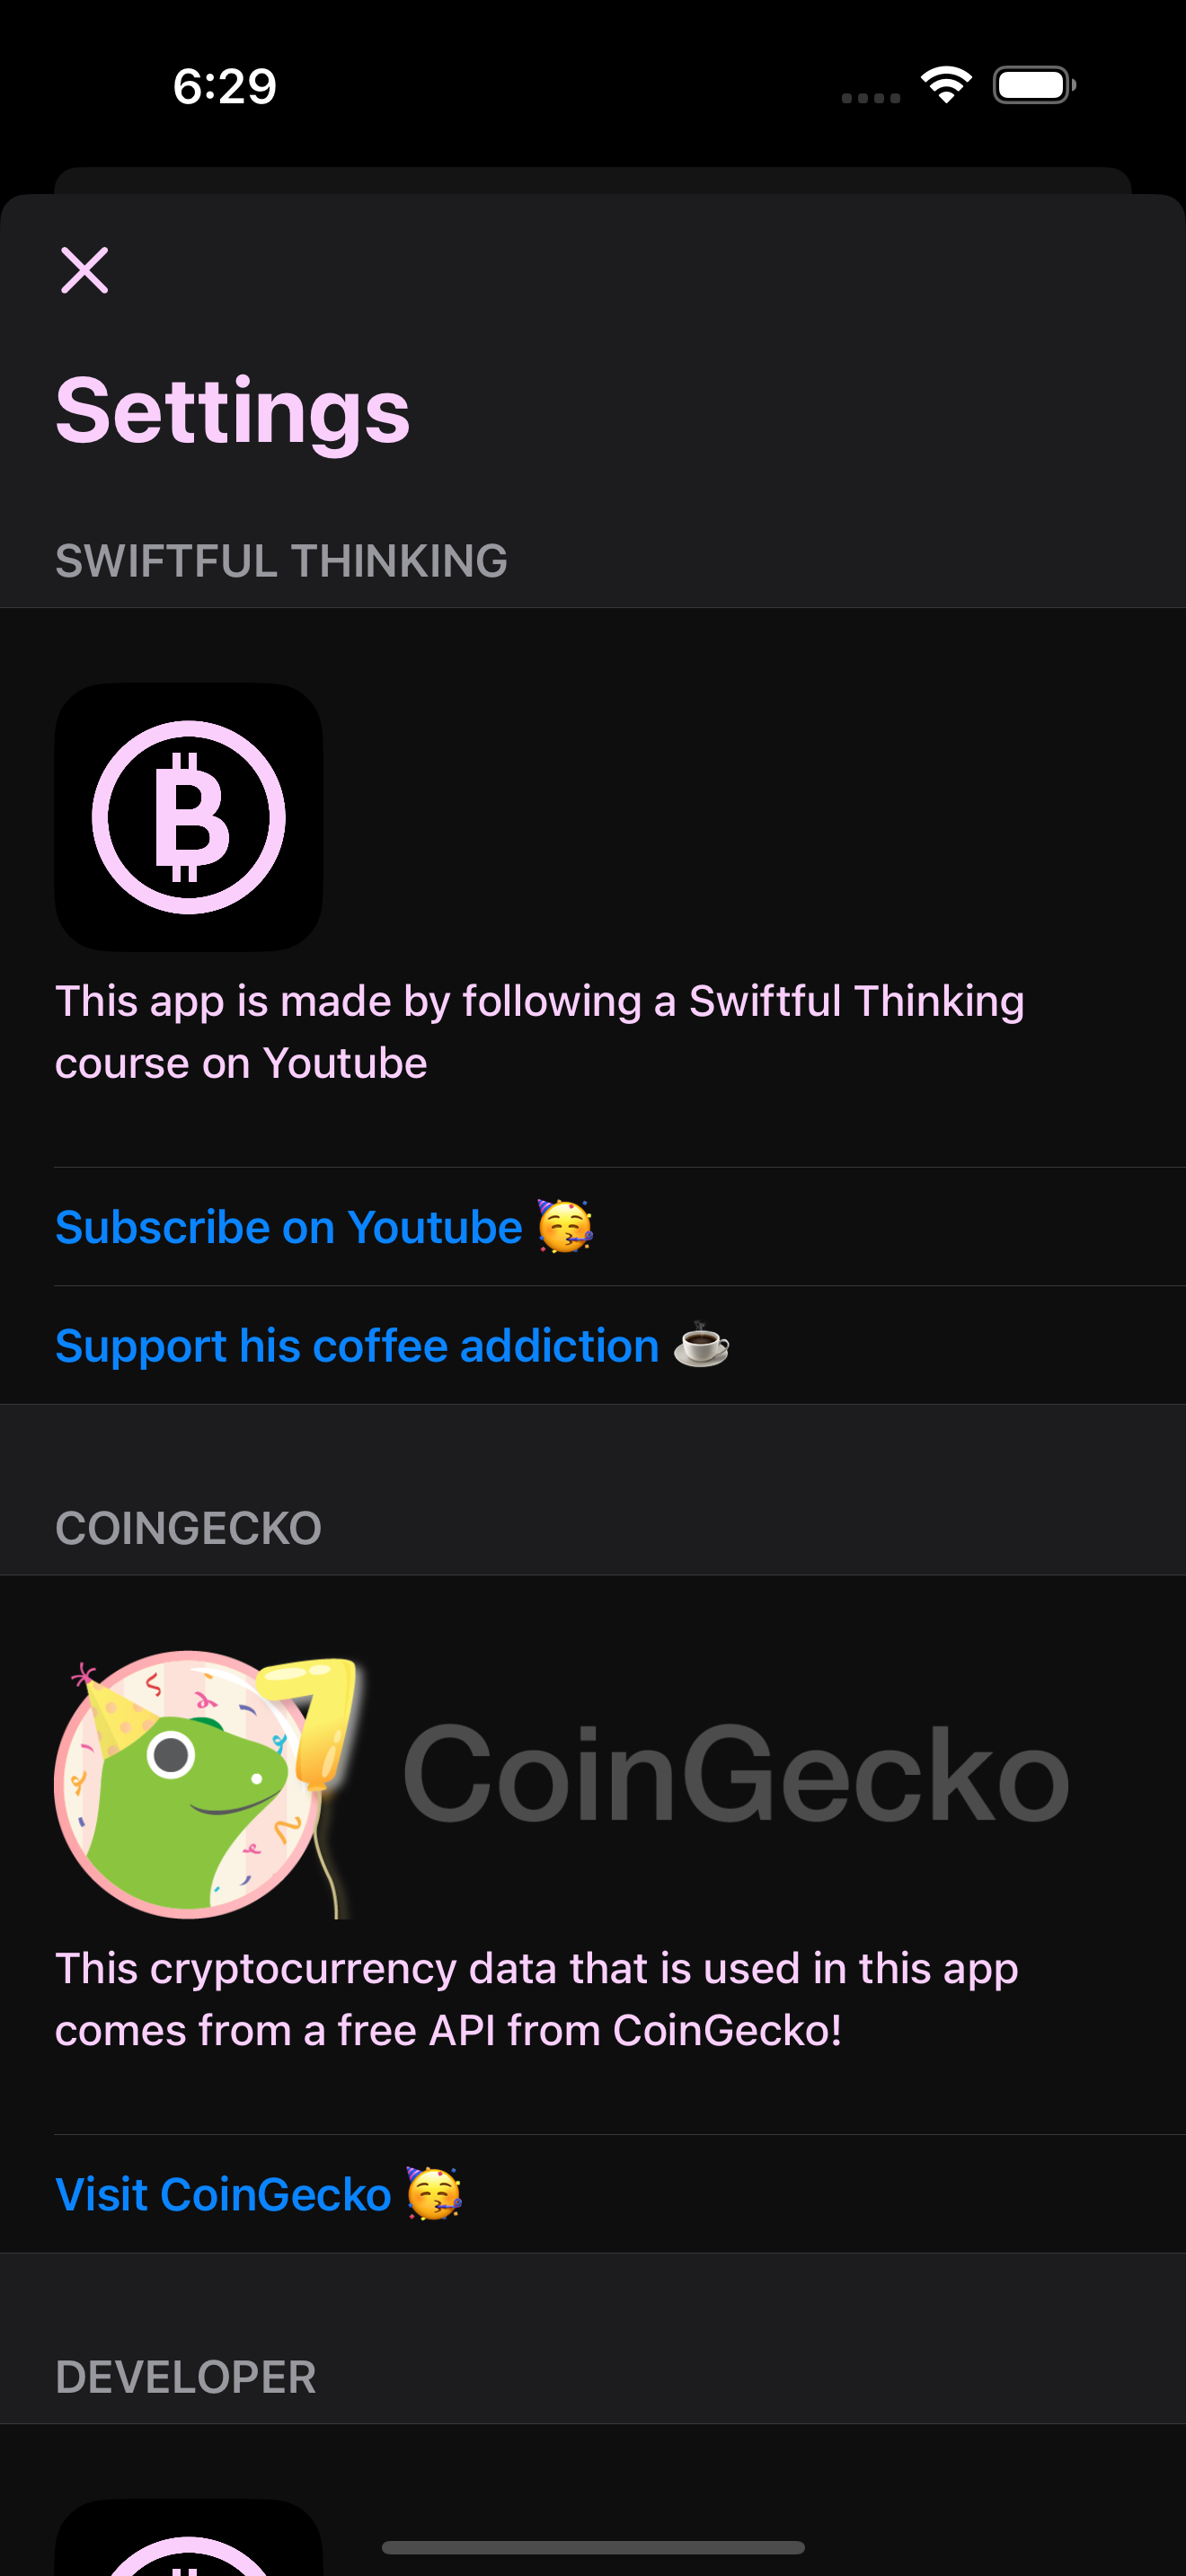 6:29
Settings
SWIFTFUL THINKING
This app is made by following a Swiftful Thinking
course on Youtube
Subscribe on Youtube 🥳
Support his coffee addiction ☕️
COINGECKO
7
CoinGecko
This cryptocurrency data that is used in this app
comes from a free API from CoinGecko!
Visit CoinGecko 🥳
DEVELOPER